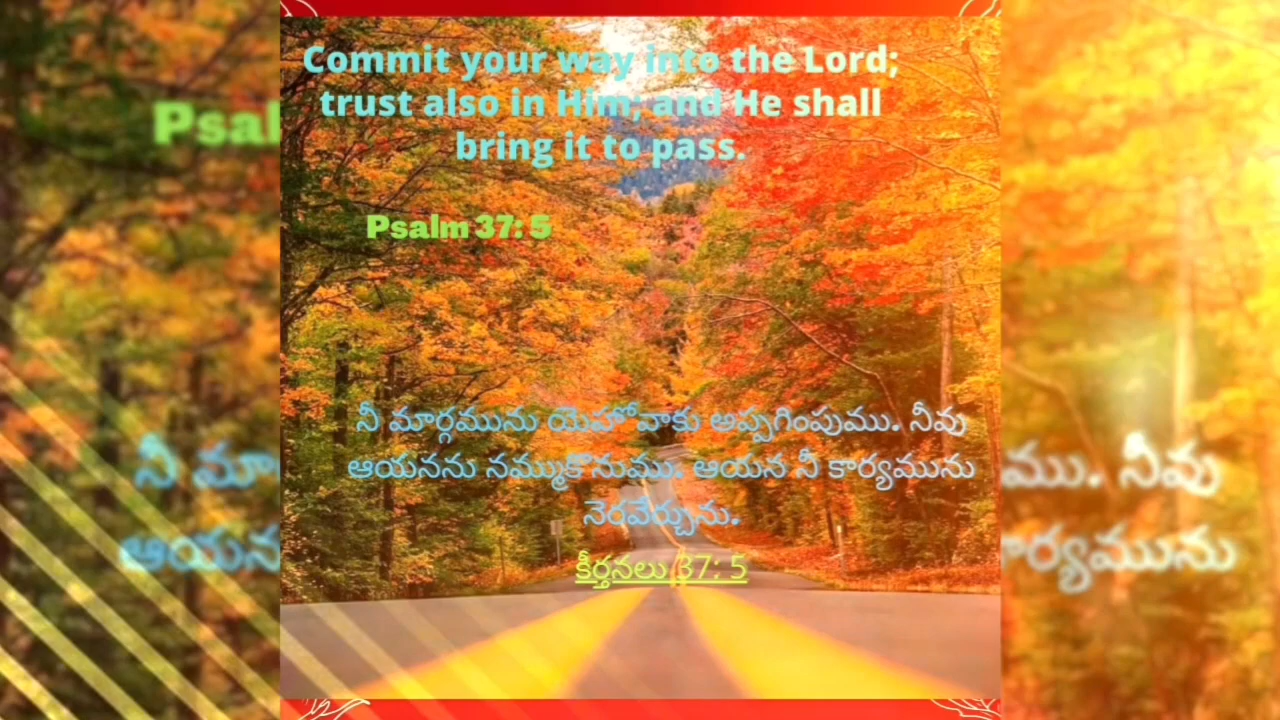 Commit your way into the Lord;
trust also in Him; and He shall
bring it to pass.
Psalm 37: 5
నీ మార్గమును యెహోవాకు అప్పగింపుము. నీవు
ఆయనను నమ్ముకొనుము. ఆయన నీ కార్యమును
నెరవేర్చును.
కీర్తనలు 37: 5